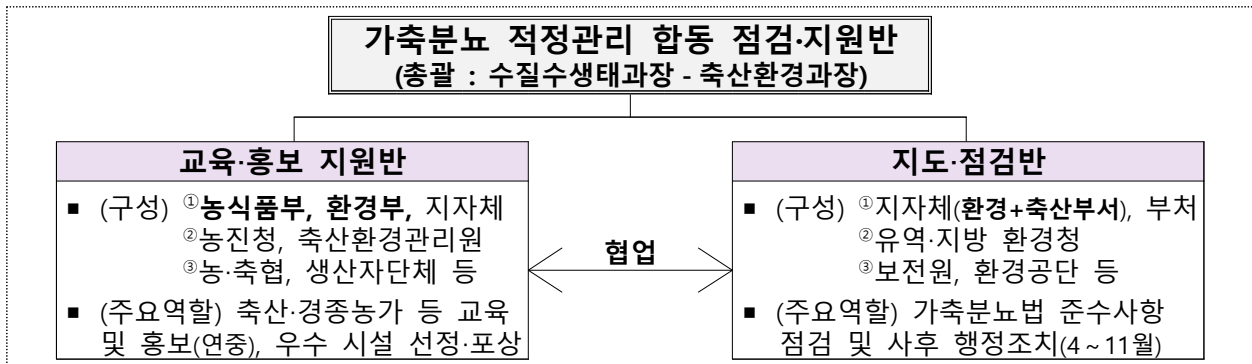 가축분뇨 적정관리 합동 점검·지원반
(총괄 : 수질수생태과장 - 축산환경과장)
교육·홍보 지원반
▪ (구성) ①농식품부, 환경부, 지자체
②농진청, 축산환경관리원
③농·축협, 생산자단체 등
▪ (주요역할) 축산·경종농가 등 교육
및 홍보(연중), 우수 시설 선정·포상
협업
지도·점검반
▪ (구성) ①지자체(환경+축산부서), 부처
②유역·지방 환경청
③보전원, 환경공단 등
▪ (주요역할) 가축분뇨법 준수사항
점검 및 사후 행정조치(4~11월)